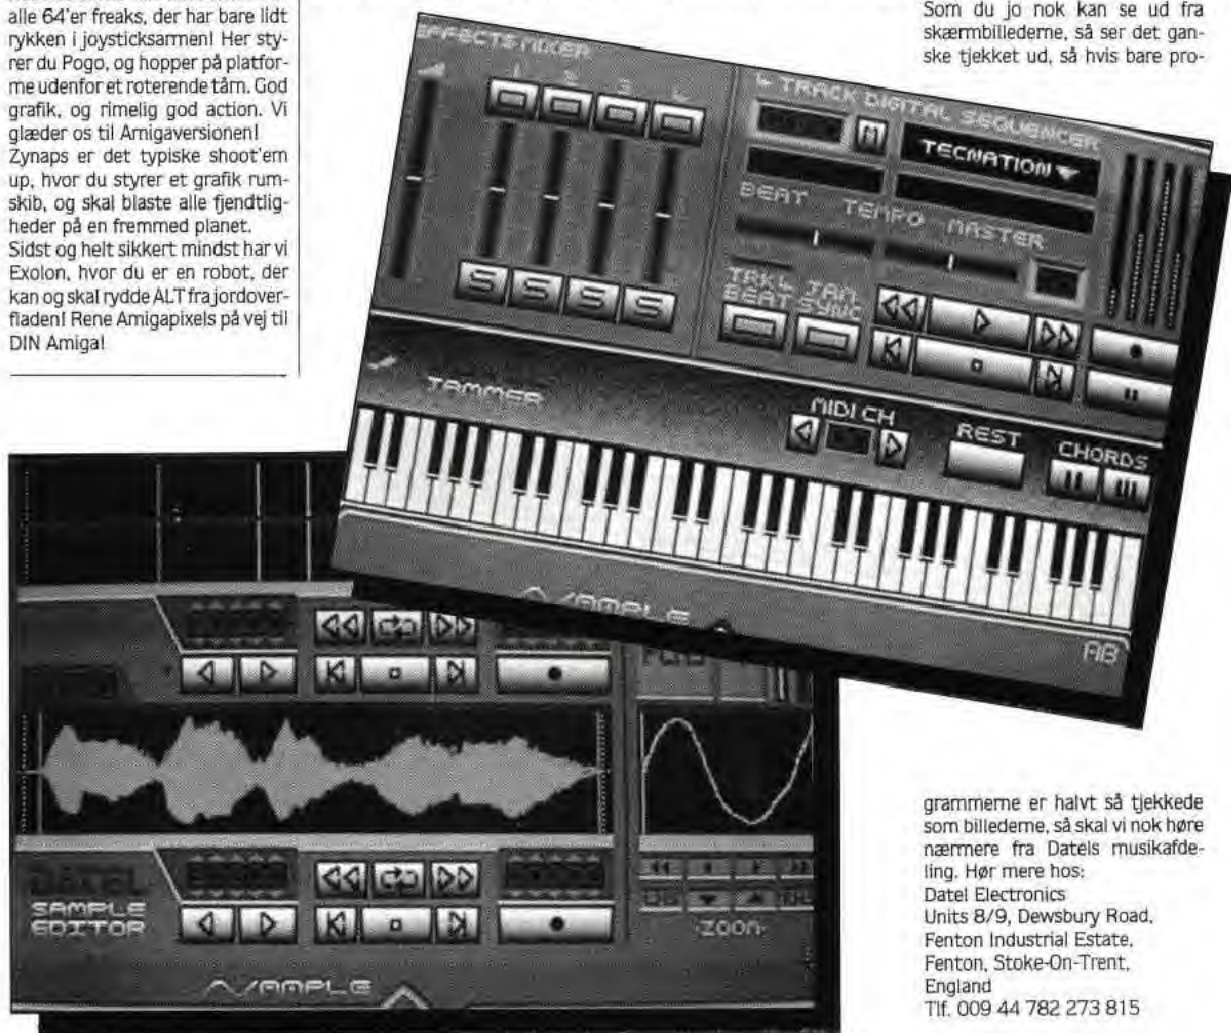 alle 64'er freaks, der har bare lidt
rykken i joysticksarmen! Her sty-
rer du Pogo, og hopper på platfor-
me udenfor et roterende tårn. God
grafik, og rimelig god action. Vi
glæder os til Amigaversionen!
Zynaps er det typiske shoot'em
up, hvor du styrer et grafik rum-
skib, og skal blaste alle fjendtlig-
heder på en fremmed planet.
Sidst og helt sikkert mindst har vi
Exolon, hvor du er en robot, der
kan og skal rydde ALT fra jordover-
fladen! Rene Amigapixels på vej til
DIN Amiga!
Som du jo nok kan se ud fra
skærmbillederne, så ser det gan-
ske tjekket ud, så hvis bare pro-
EFFECTS MIXER
1 2 3 4
S S S S
4 TRACK DIGITAL SEQUENCER
TECNATION
BEAT TEMPO MASTER
TRK4 BEAT
JAM SYNC
JAMMER
MIDI CH
REST
CHORDS
SAMPLE
AB
DATEL
SAMPLE
EDITOR
ZOOM
SAMPLE
grammerne er halvt så tjekkede
som billederne, så skal vi nok høre
nærmere fra Datels musikafde-
ling. Hør mere hos:
Datel Electronics
Units 8/9, Dewsbury Road,
Fenton Industrial Estate,
Fenton, Stoke-On-Trent,
England
Tlf. 009 44 782 273 815